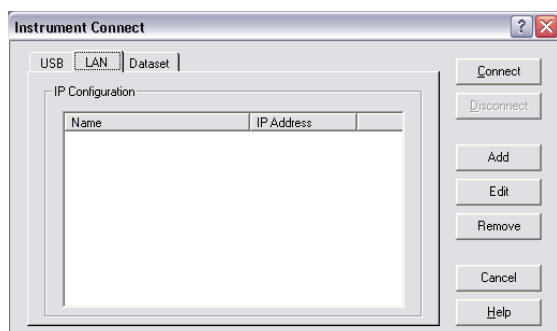 Instrument Connect
USB LAN Dataset
IP Configuration
Name IP Address
Connect
Disconnect
Add
Edit
Remove
Cancel
Help